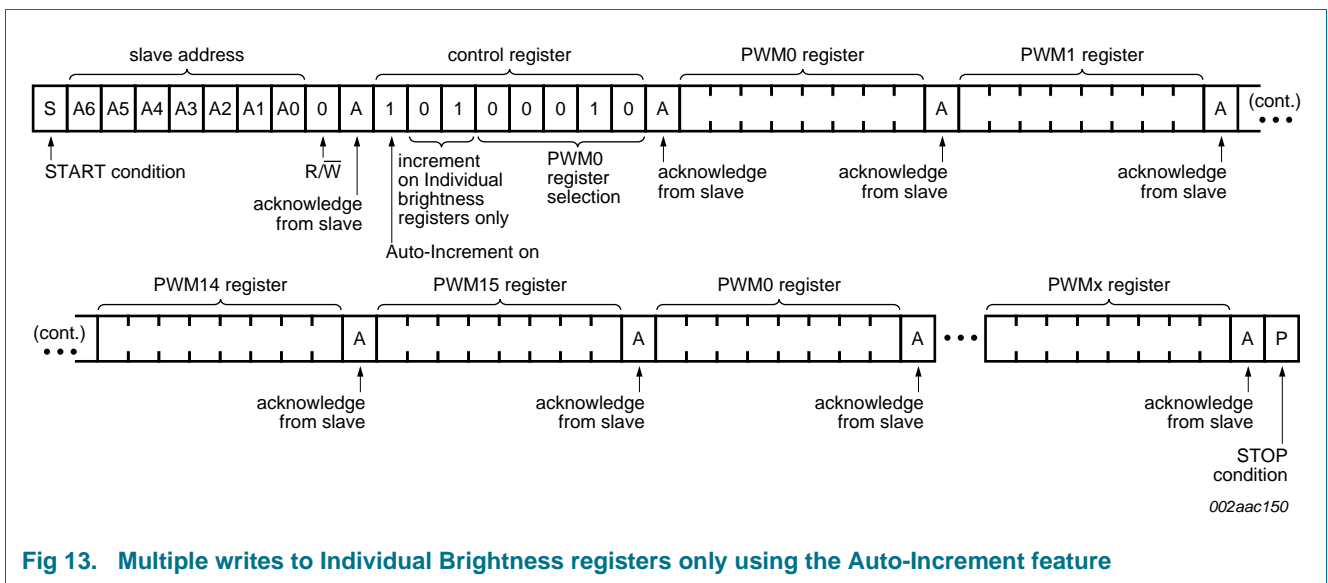 slave address
control register
PWM0 register
PWM1 register
S A6 A5 A4 A3 A2 A1 A0 0 A 1 0 1 0 0 0 1 0 A A A (cont.)
START condition
R/W
acknowledge
from slave
increment
on Individual
brightness
registers only
Auto-Increment on
PWM0
register
selection
acknowledge
from slave
acknowledge
from slave
acknowledge
from slave
PWM14 register
PWM15 register
PWM0 register
PWMx register
(cont.) A A A A P
acknowledge
from slave
acknowledge
from slave
acknowledge
from slave
acknowledge
from slave
STOP
condition
002aac150
Fig 13. Multiple writes to Individual Brightness registers only using the Auto-Increment feature